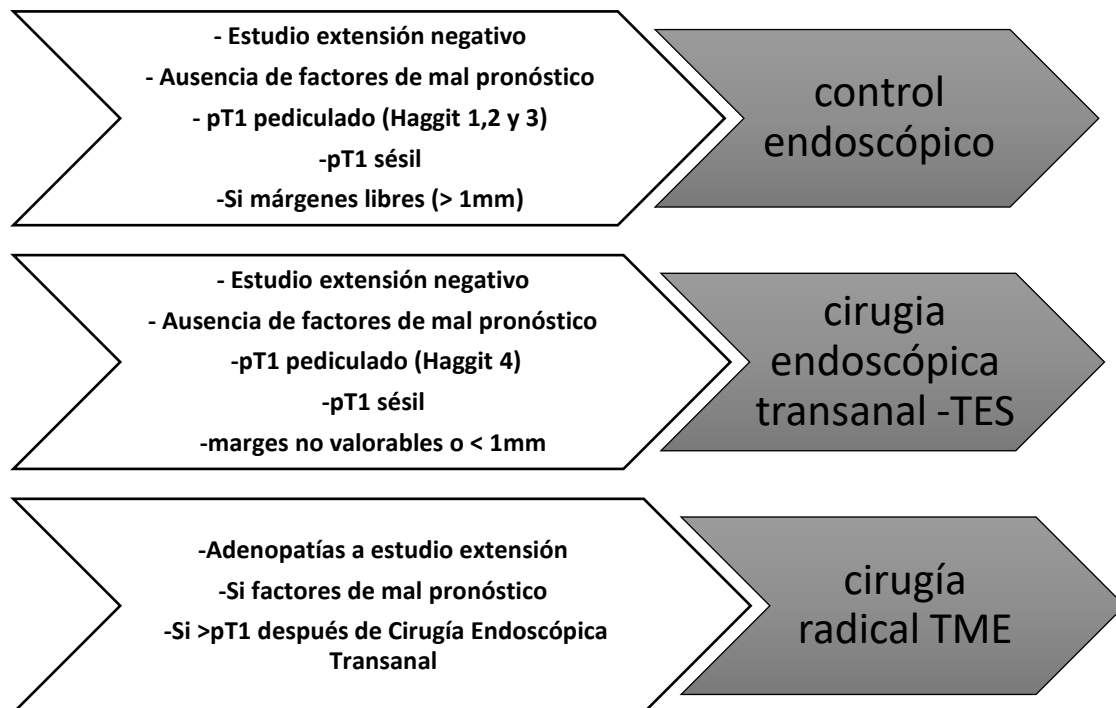 - Estudio extensión negativo
- Ausencia de factores de mal pronóstico
- pT1 pediculado (Haggit 1,2 y 3)
-pT1 sésil
-Si márgenes libres (> 1mm)
control
endoscópico
- Estudio extensión negativo
- Ausencia de factores de mal pronóstico
-pT1 pediculado (Haggit 4)
-pT1 sésil
-marges no valorables o < 1mm
cirugia
endoscópica
transanal -TES
-Adenopatías a estudio extensión
-Si factores de mal pronóstico
-Si >pT1 después de Cirugía Endoscópica
Transanal
cirugía
radical TME